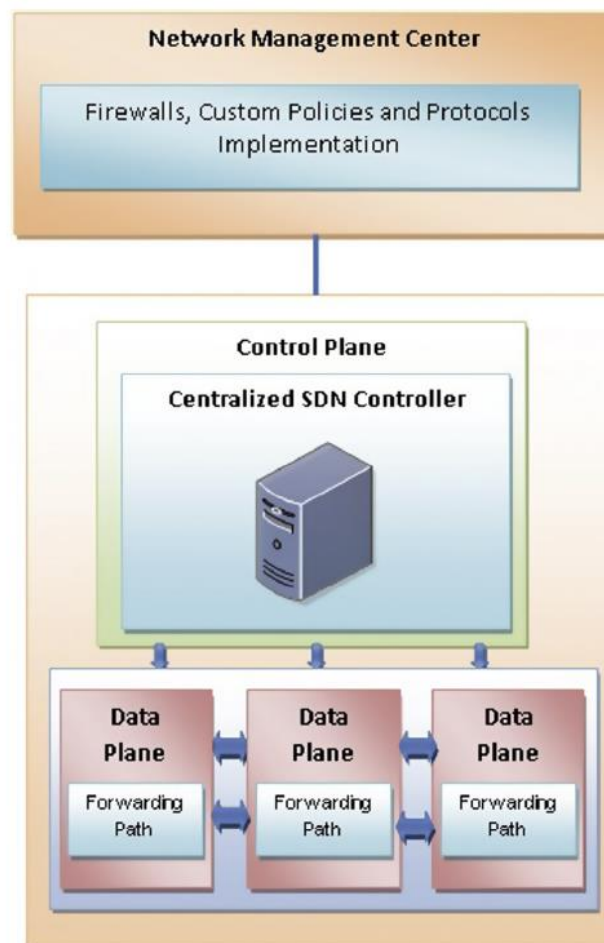 Network Management Center
Firewalls, Custom Policies and Protocols
Implementation
Control Plane
Centralized SDN Controller
Data
Plane
Forwarding
Path
Data
Plane
Forwarding
Path
Data
Plane
Forwarding
Path